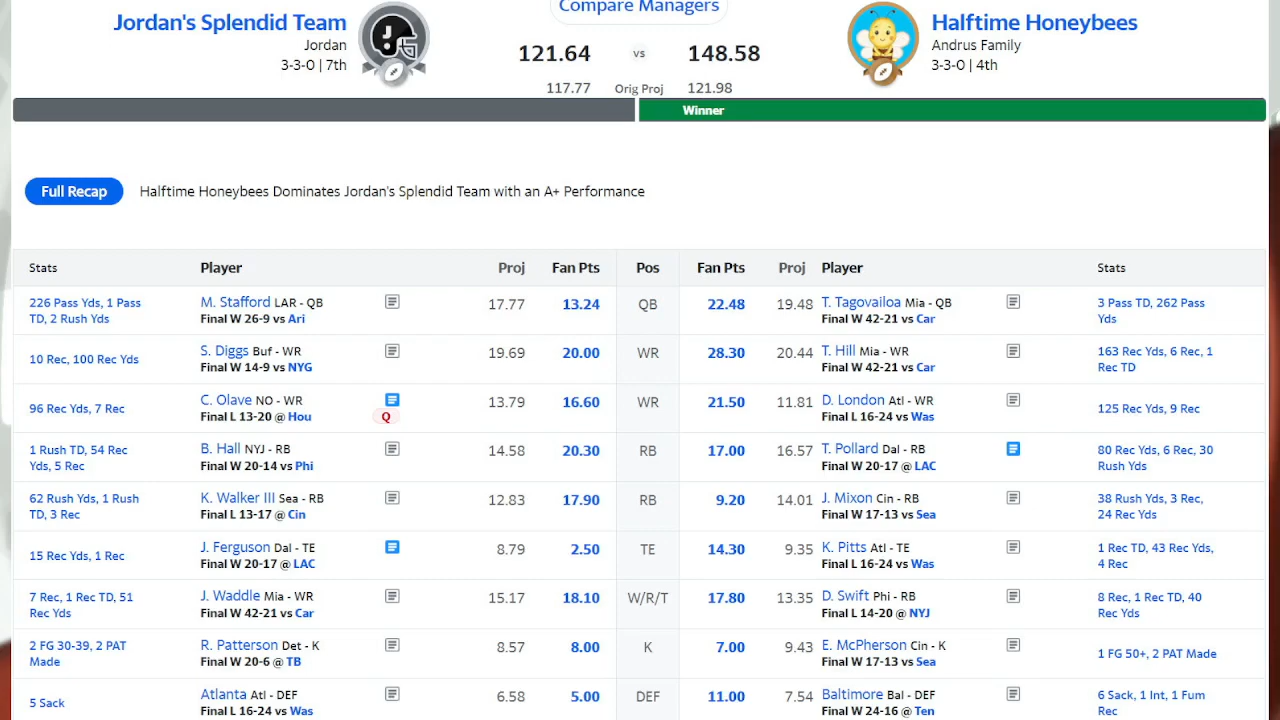 Compare Managers
Jordan's Splendid Team
Jordan
3-3-0 | 7th
121.64 vs 148.58
117.77 Orig Proj 121.98
Halftime Honeybees
Andrus Family
3-3-0 | 4th
Winner
Full Recap Halftime Honeybees Dominates Jordan's Splendid Team with an A+ Performance
Stats Player Proj Fan Pts Pos Fan Pts Proj Player Stats
226 Pass Yds, 1 Pass
TD, 2 Rush Yds
M. Stafford LAR - QB
Final W 26-9 vs Ari
17.77 13.24 QB 22.48 19.48
T. Tagovailoa Mia - QB
Final W 42-21 vs Car
3 Pass TD, 262 Pass
Yds
10 Rec, 100 Rec Yds
S. Diggs Buf - WR
Final W 14-9 vs NYG
19.69 20.00 WR 28.30 20.44
T. Hill Mia - WR
Final W 42-21 vs Car
163 Rec Yds, 6 Rec, 1
Rec TD
96 Rec Yds, 7 Rec
C. Olave NO - WR
Final L 13-20 @ Hou
Q
13.79 16.60 WR 21.50 11.81
D. London Atl - WR
Final L 16-24 vs Was
125 Rec Yds, 9 Rec
1 Rush TD, 54 Rec
Yds, 5 Rec
B. Hall NYJ - RB
Final W 20-14 vs Phi
14.58 20.30 RB 17.00 16.57
T. Pollard Dal - RB
Final W 20-17 @ LAC
80 Rec Yds, 6 Rec, 30
Rush Yds
62 Rush Yds, 1 Rush
TD, 3 Rec
K. Walker III Sea - RB
Final L 13-17 @ Cin
12.83 17.90 RB 9.20 14.01
J. Mixon Cin - RB
Final W 17-13 vs Sea
38 Rush Yds, 3 Rec,
24 Rec Yds
15 Rec Yds, 1 Rec
J. Ferguson Dal - TE
Final W 20-17 @ LAC
8.79 2.50 TE 14.30 9.35
K. Pitts Atl - TE
Final L 16-24 vs Was
1 Rec TD, 43 Rec Yds,
4 Rec
7 Rec, 1 Rec TD, 51
Rec Yds
J. Waddle Mia - WR
Final W 42-21 vs Car
15.17 18.10 W/R/T 17.80 13.35
D. Swift Phi - RB
Final L 14-20 @ NYJ
8 Rec, 1 Rec TD, 40
Rec Yds
2 FG 30-39, 2 PAT
Made
R. Patterson Det - K
Final W 20-6 @ TB
8.57 8.00 K 7.00 9.43
E. McPherson Cin - K
Final W 17-13 vs Sea
1 FG 50+, 2 PAT Made
5 Sack
Atlanta Atl - DEF
Final L 16-24 vs Was
6.58 5.00 DEF 11.00 7.54
Baltimore Bal - DEF
Final W 24-16 @ Ten
6 Sack, 1 Int, 1 Fum
Rec